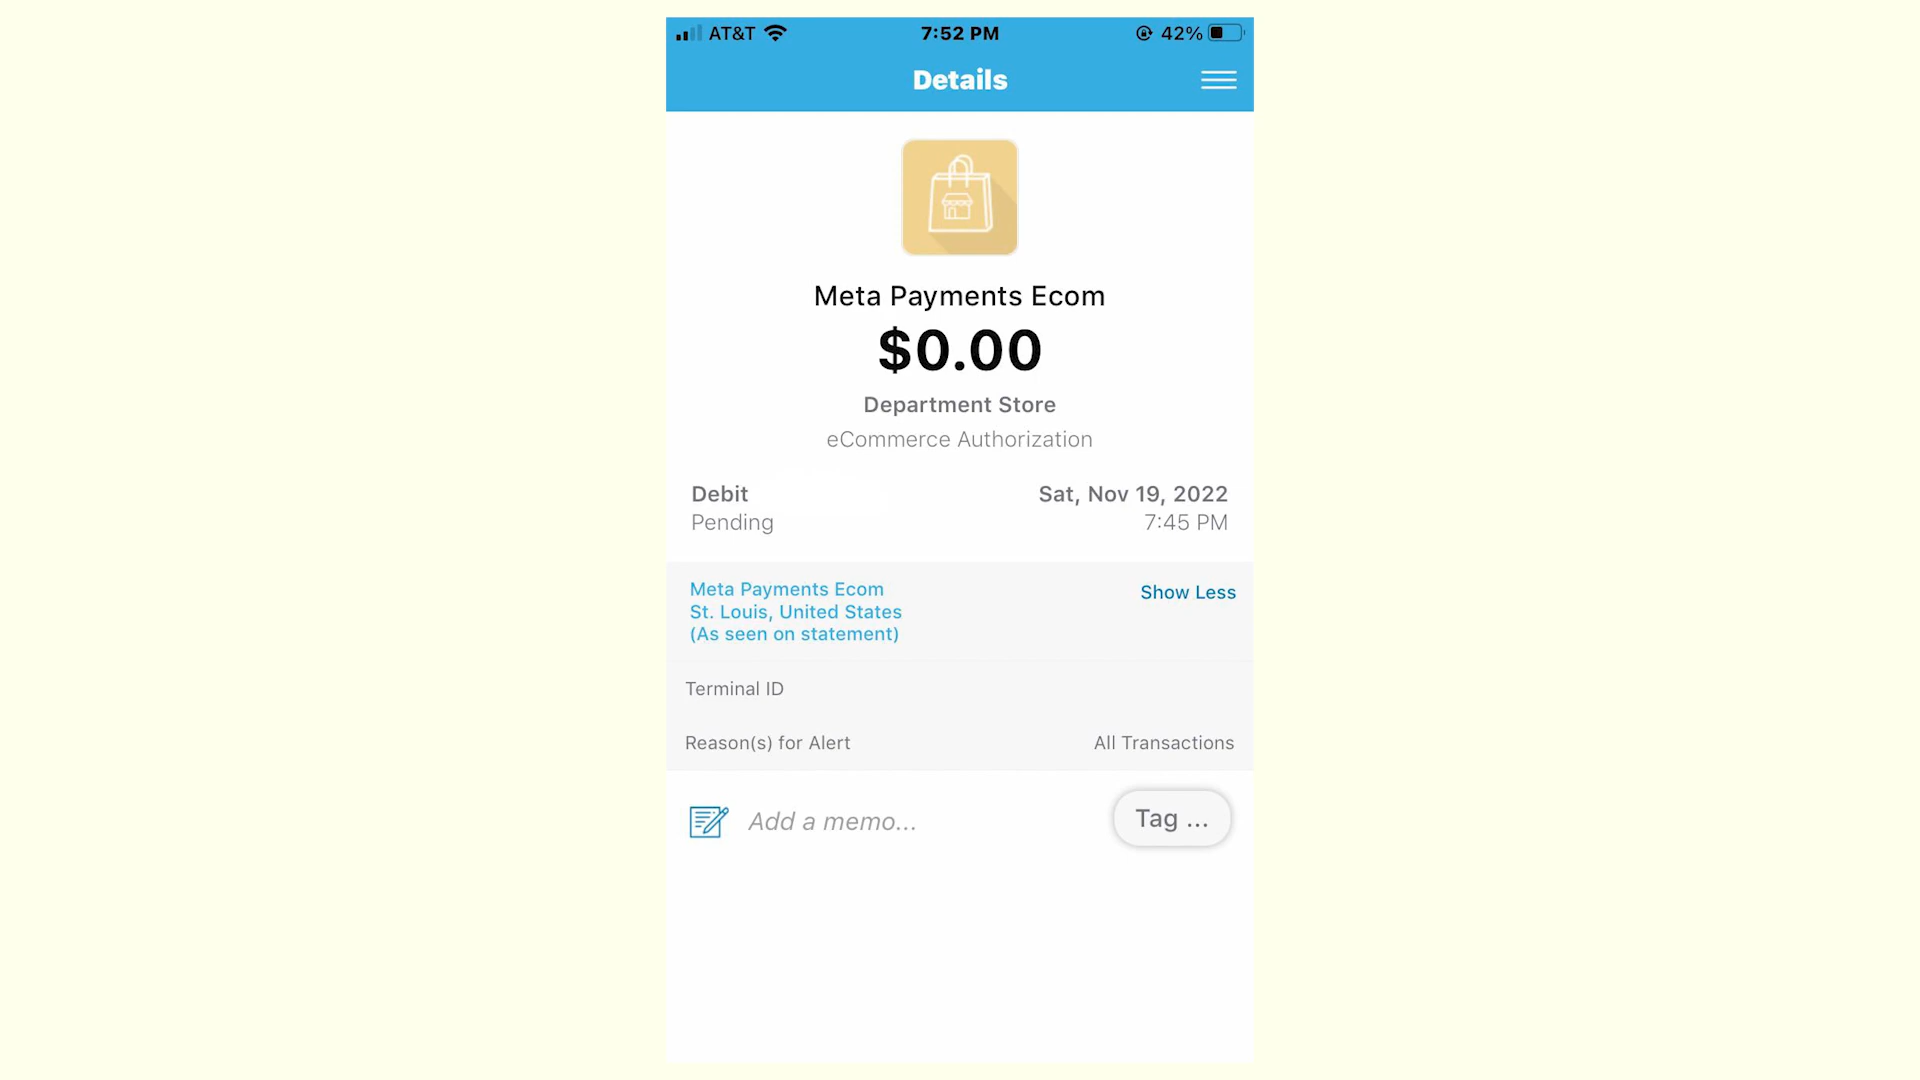 AT&T 7:52 PM 42%
Details
Meta Payments Ecom
$0.00
Department Store
eCommerce Authorization
Debit Sat, Nov 19, 2022
Pending 7:45 PM
Meta Payments Ecom Show Less
St. Louis, United States
(As seen on statement)
Terminal ID
Reason(s) for Alert All Transactions
Add a memo... Tag ...